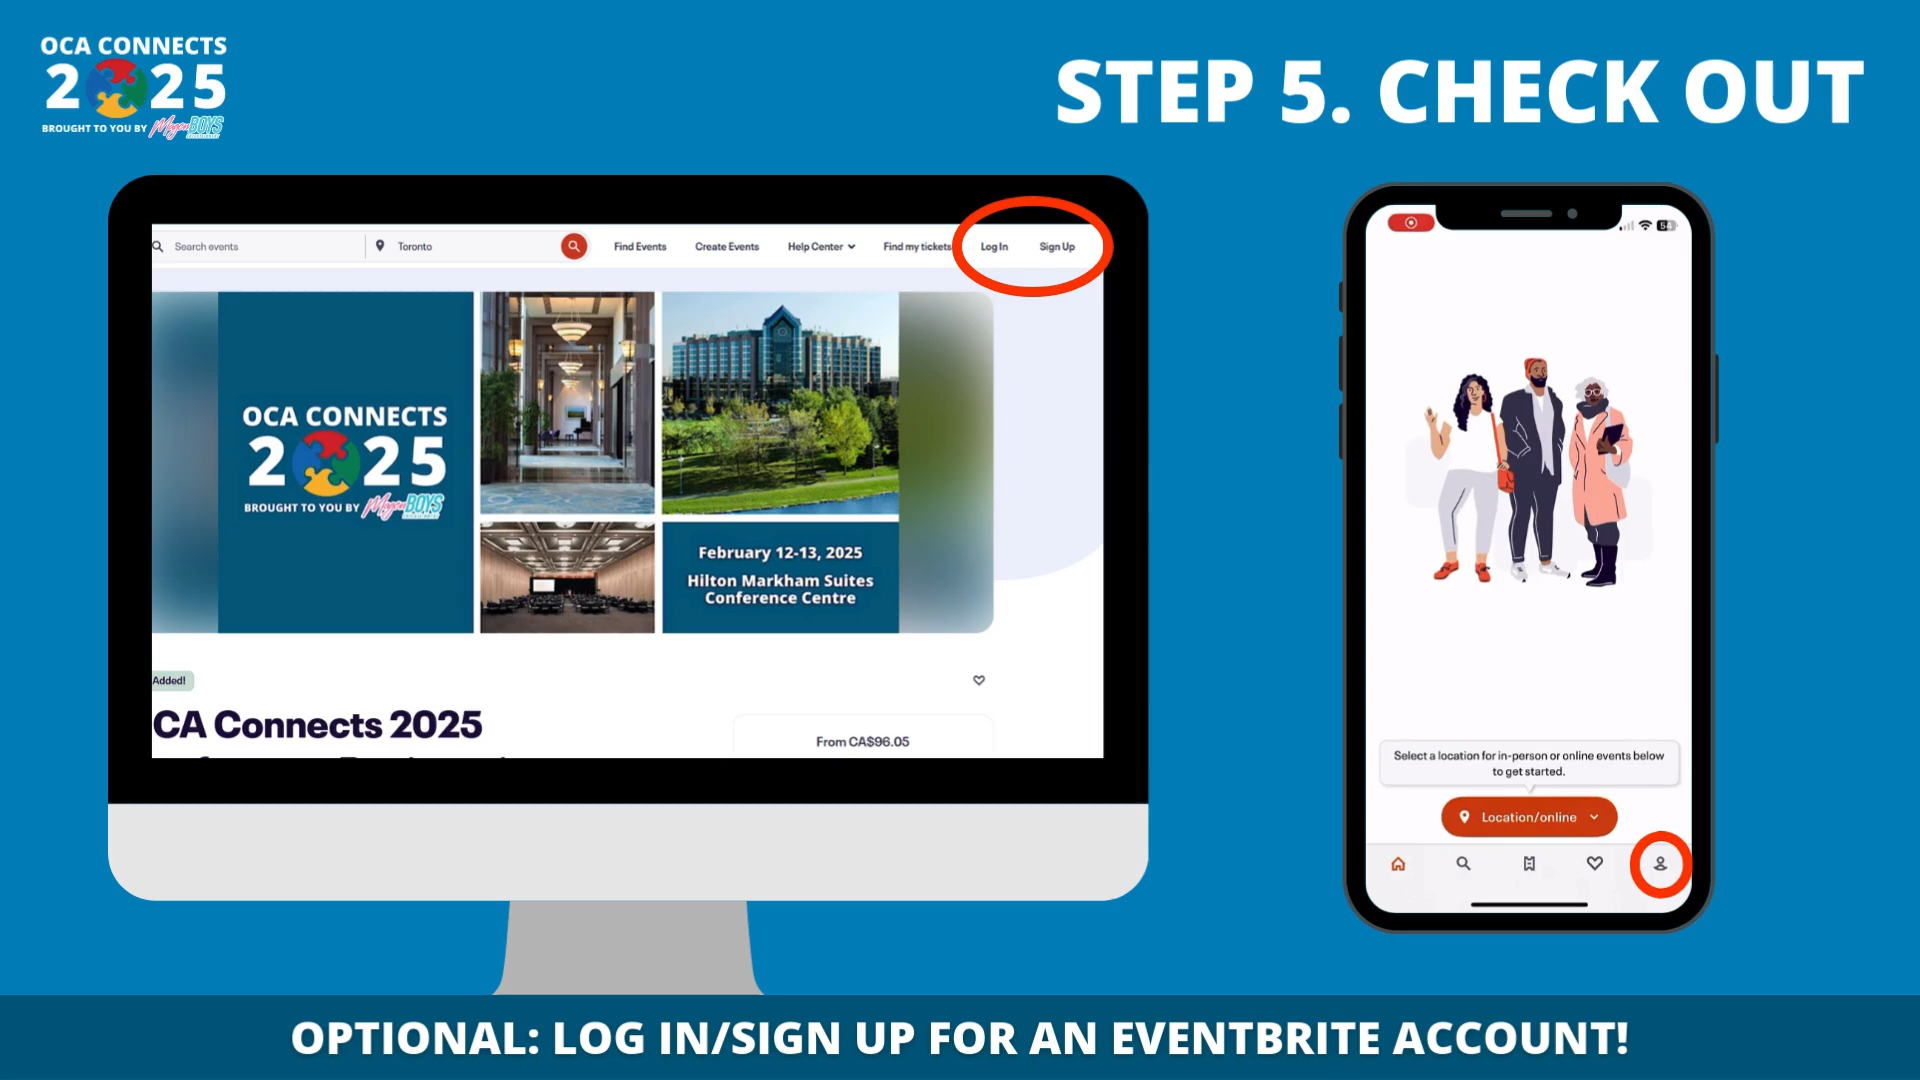 OCA CONNECTS
2025
BROUGHT TO YOU BY MagenBOYS
STEP 5. CHECK OUT
Search events
Toronto
Find Events
Create Events
Help Center
Find my tickets
Log In
Sign Up
OCA CONNECTS
2025
BROUGHT TO YOU BY MagenBOYS
February 12-13, 2025
Hilton Markham Suites
Conference Centre
Added!
CA Connects 2025
From CA$96.05
Select a location for in-person or online events below
to get started.
Location/online
OPTIONAL: LOG IN/SIGN UP FOR AN EVENTBRITE ACCOUNT!